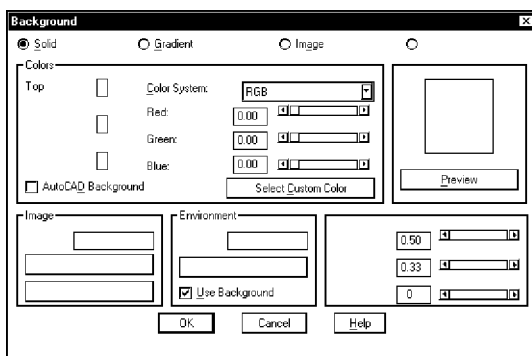 Background
Solid Gradient Image
Colors
Top Color System: RGB
Red: 0.00
Green: 0.00
Blue: 0.00
AutoCAD Background Select Custom Color
Preview
Image Environment
0.50
0.33
Use Background 0
OK Cancel Help